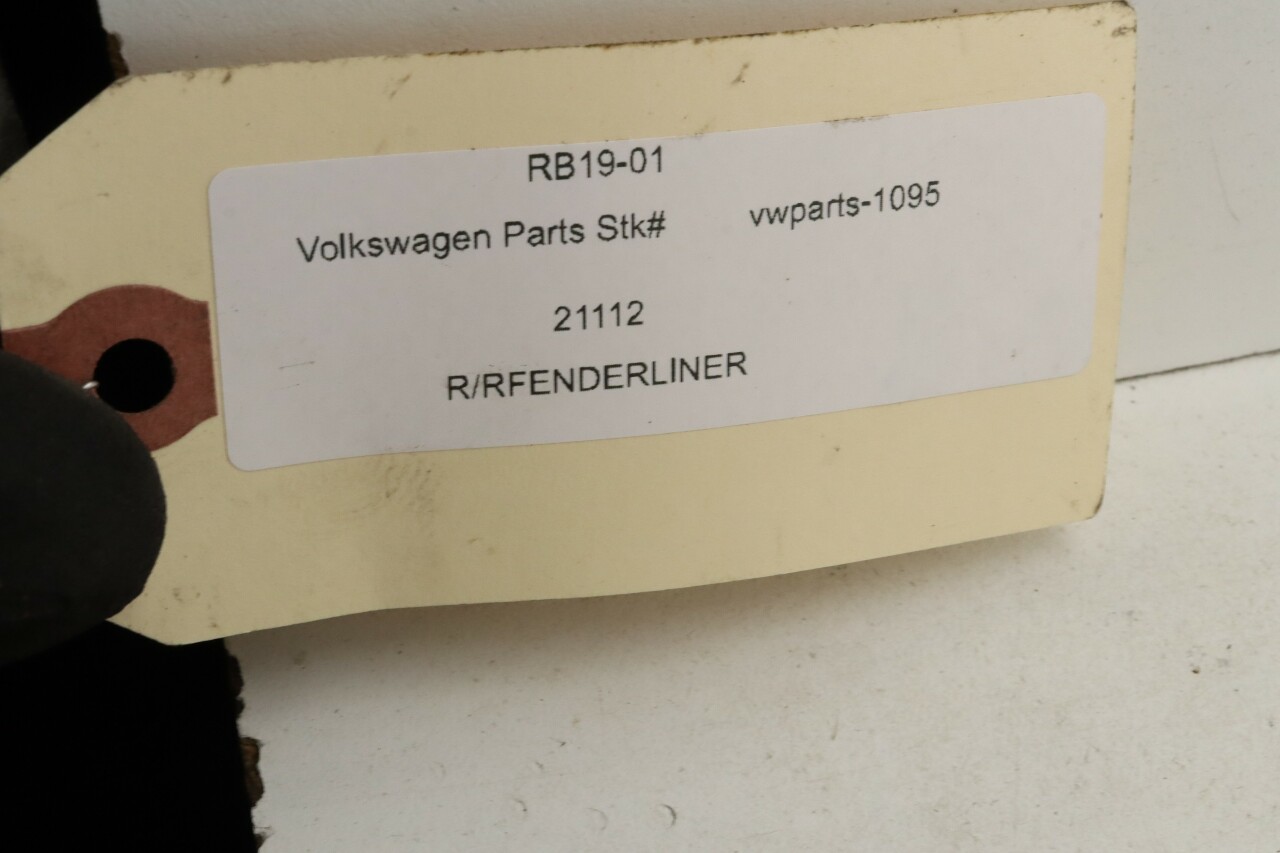 RB19-01
Volkswagen Parts Stk# vwparts-1095
21112
R/RFENDERLINER